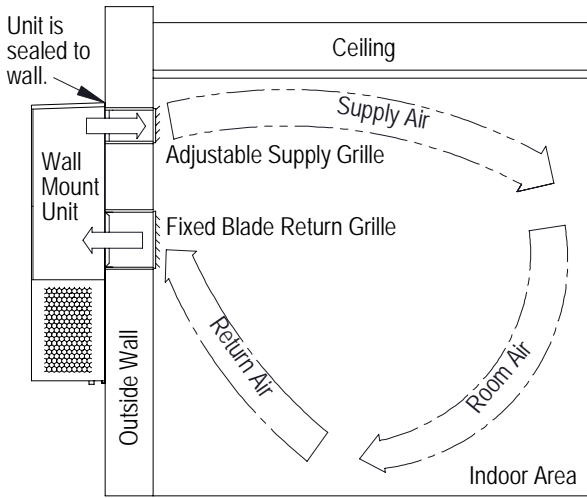 Unit is
sealed to
wall.
Ceiling
Supply Air
Adjustable Supply Grille
Wall
Mount
Unit
Fixed Blade Return Grille
Return Air
Room Air
Outside Wall
Indoor Area